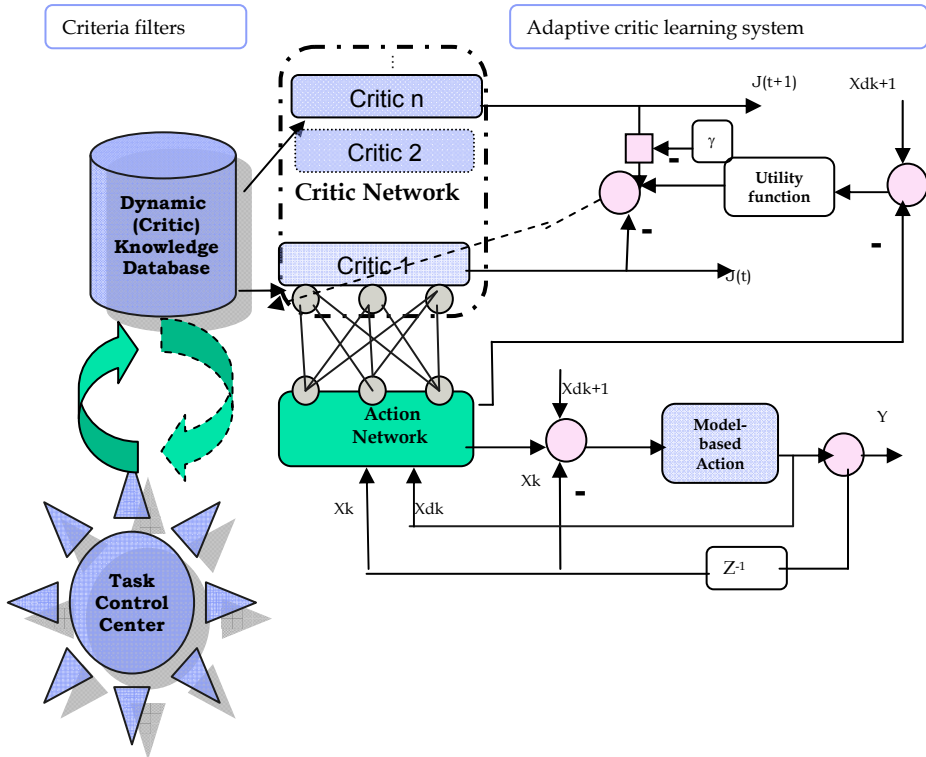 Criteria filters
Adaptive critic learning system
Critic n
J(t+1)
Xdk+1
Critic 2
γ
Critic Network
Utility
function
Dynamic
(Critic)
Knowledge
Database
-
-
-
Critic 1
J(t)
Xdk+1
Action
Network
Model-
based
Action
Y
Xk
-
Xk
Xdk
Z-1
Task
Control
Center